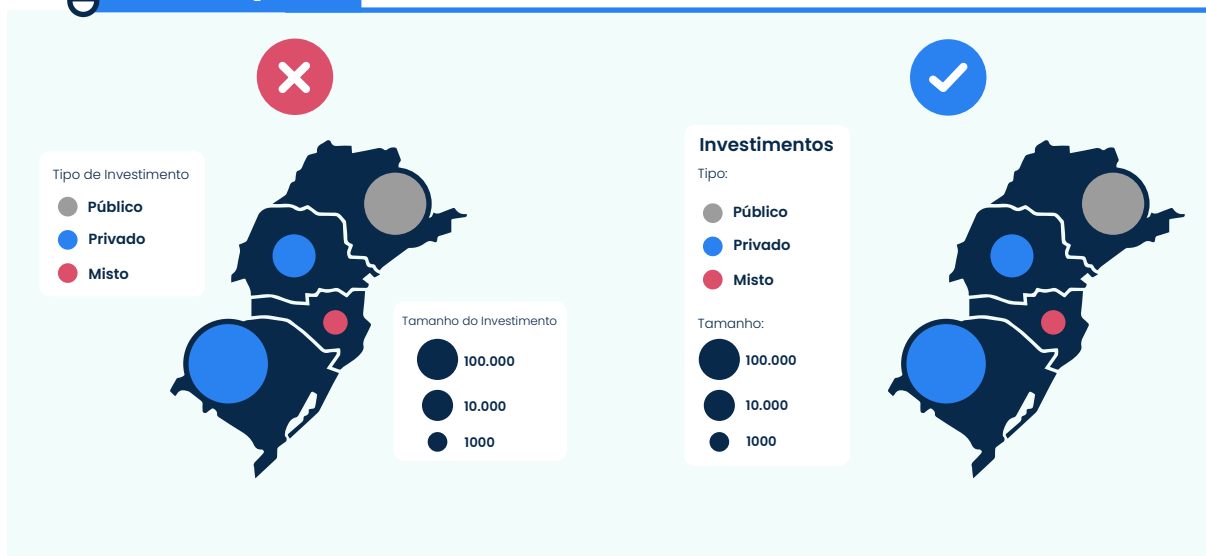 Tipo de Investimento
Público
Privado
Misto
Tamanho do Investimento
100.000
10.000
1000
Investimentos
Tipo:
Público
Privado
Misto
Tamanho:
100.000
10.000
1000